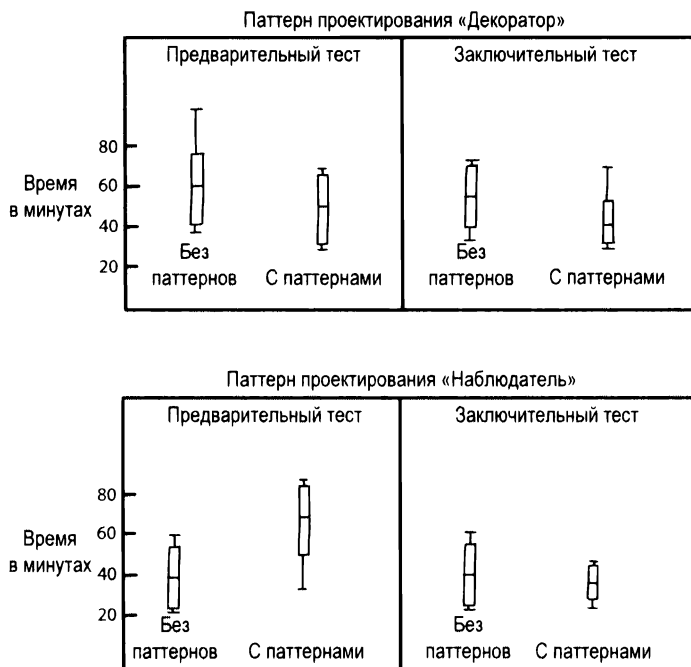 Паттерн проектирования «Декоратор»
Предварительный тест
Заключительный тест
80
60
40
20
Время
в минутах
Без
паттернов
С паттернами
Без
паттернов
С паттернами
Паттерн проектирования «Наблюдатель»
Предварительный тест
Заключительный тест
80
60
40
20
Время
в минутах
Без
паттернов
С паттернами
Без
паттернов
С паттернами